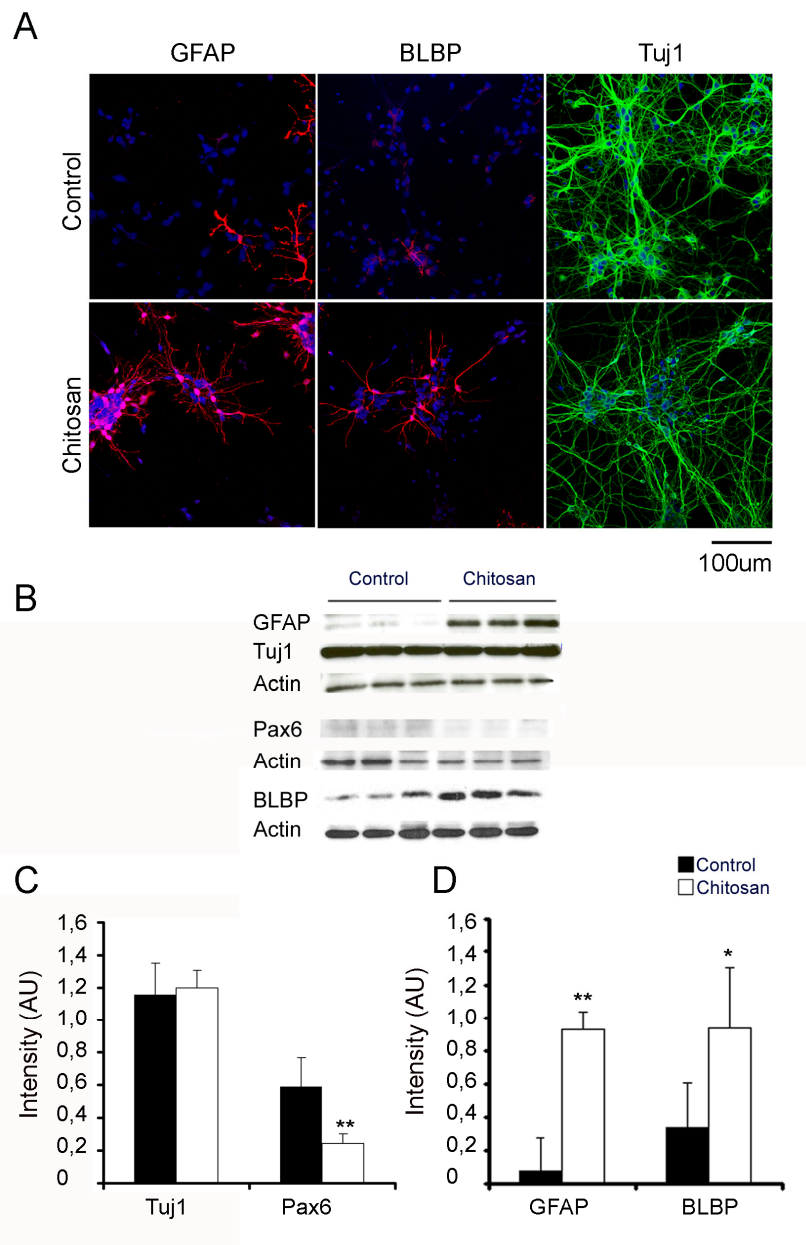 A
GFAP BLBP Tuj1
Control
Chitosan
100um
B
Control Chitosan
GFAP
Tuj1
Actin
Pax6
Actin
BLBP
Actin
C
Intensity (AU)
1,6
1,4
1,2
1,0
0,8
0,6
0,4
0,2
0
**
Tuj1 Pax6
D
Control
Chitosan
Intensity (AU)
1,6
1,4
1,2
1,0
0,8
0,6
0,4
0,2
0
** *
GFAP BLBP